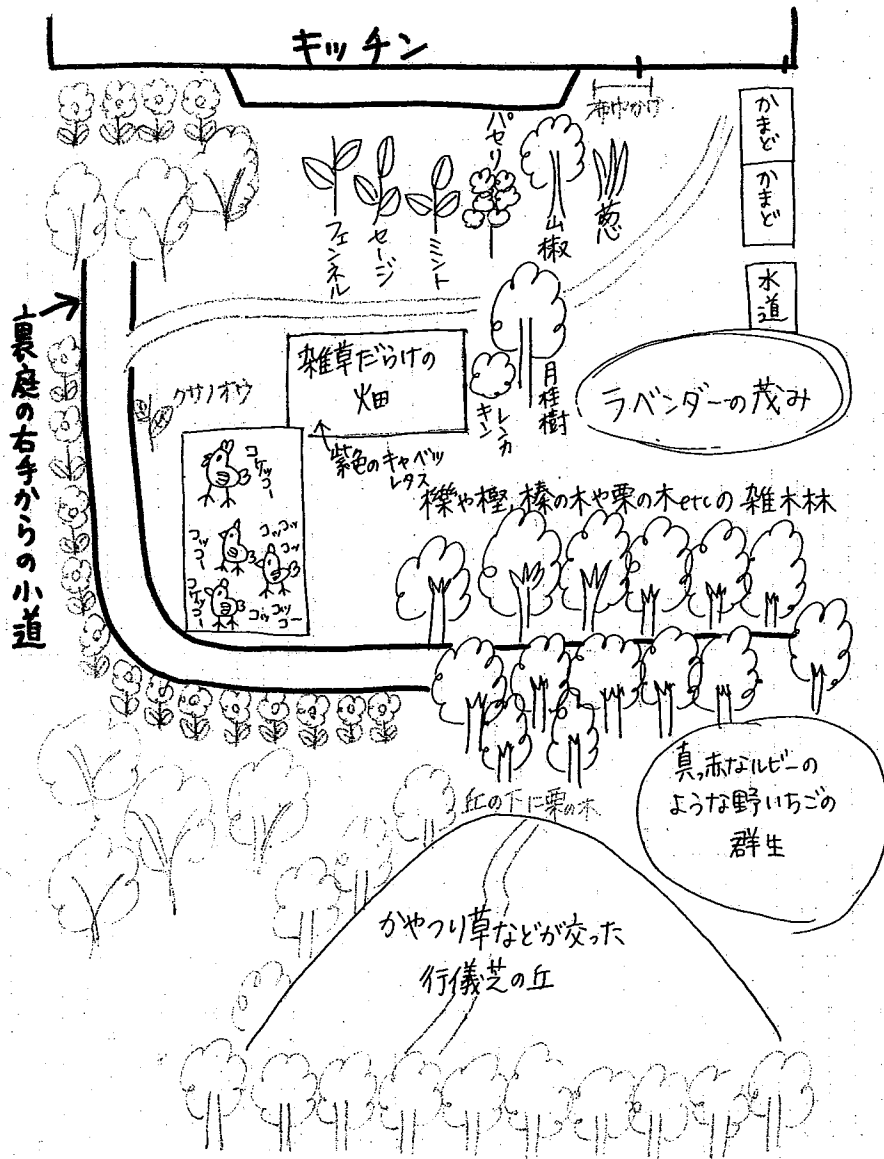 キッチン
布巾かけ
かまど
かまど
水道
パセリ
フェンネル
セージ
ミント
山椒
葱
裏庭の右手からの小道
クサノオウ
雑草だらけの
畑
紫色のキャベツ
レタス
キン
レンカ
月桂樹
ラベンダーの茂み
コケッコー
コッコー
コッコッコッ
コケッコー
コッコッコー
櫟や樫、榛の木や栗の木etcの雑木林
真っ赤なルビーの
ような野いちごの
群生
丘の下に栗の木
かやつり草などが交った
行儀芝の丘